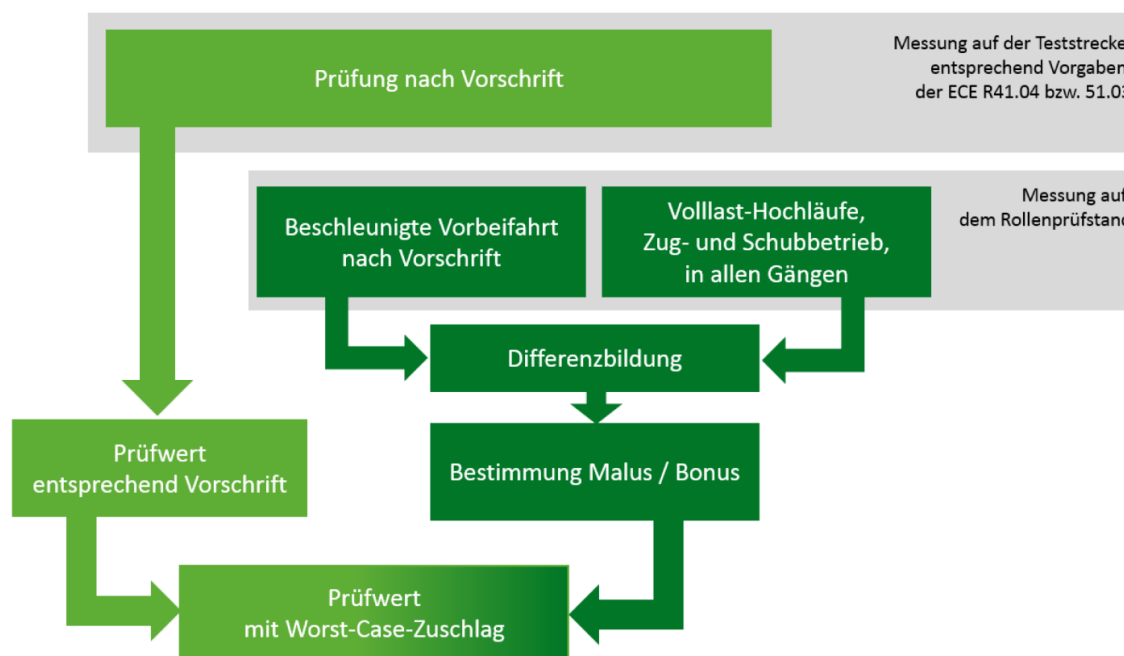 Prüfung nach Vorschrift
Messung auf der Teststrecke
entsprechend Vorgaben
der ECE R41.04 bzw. 51.03
Beschleunigte Vorbeifahrt
nach Vorschrift
Volllast-Hochläufe,
Zug- und Schubbetrieb,
in allen Gängen
Messung auf
dem Rollenprüfstand
Differenzbildung
Prüfwert
entsprechend Vorschrift
Bestimmung Malus / Bonus
Prüfwert
mit Worst-Case-Zuschlag